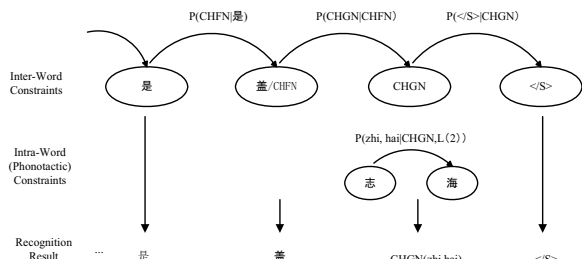 P(CHFN|是) P(CHGN|CHFN) P(</S>|CHGN)
Inter-Word
Constraints
是 盖/CHFN CHGN </S>
P(zhi, hai|CHGN,L(2))
Intra-Word
(Phonotactic)
Constraints
志 海
Recognition
Result ... 是 盖 CHGN(zhi hai) </S>